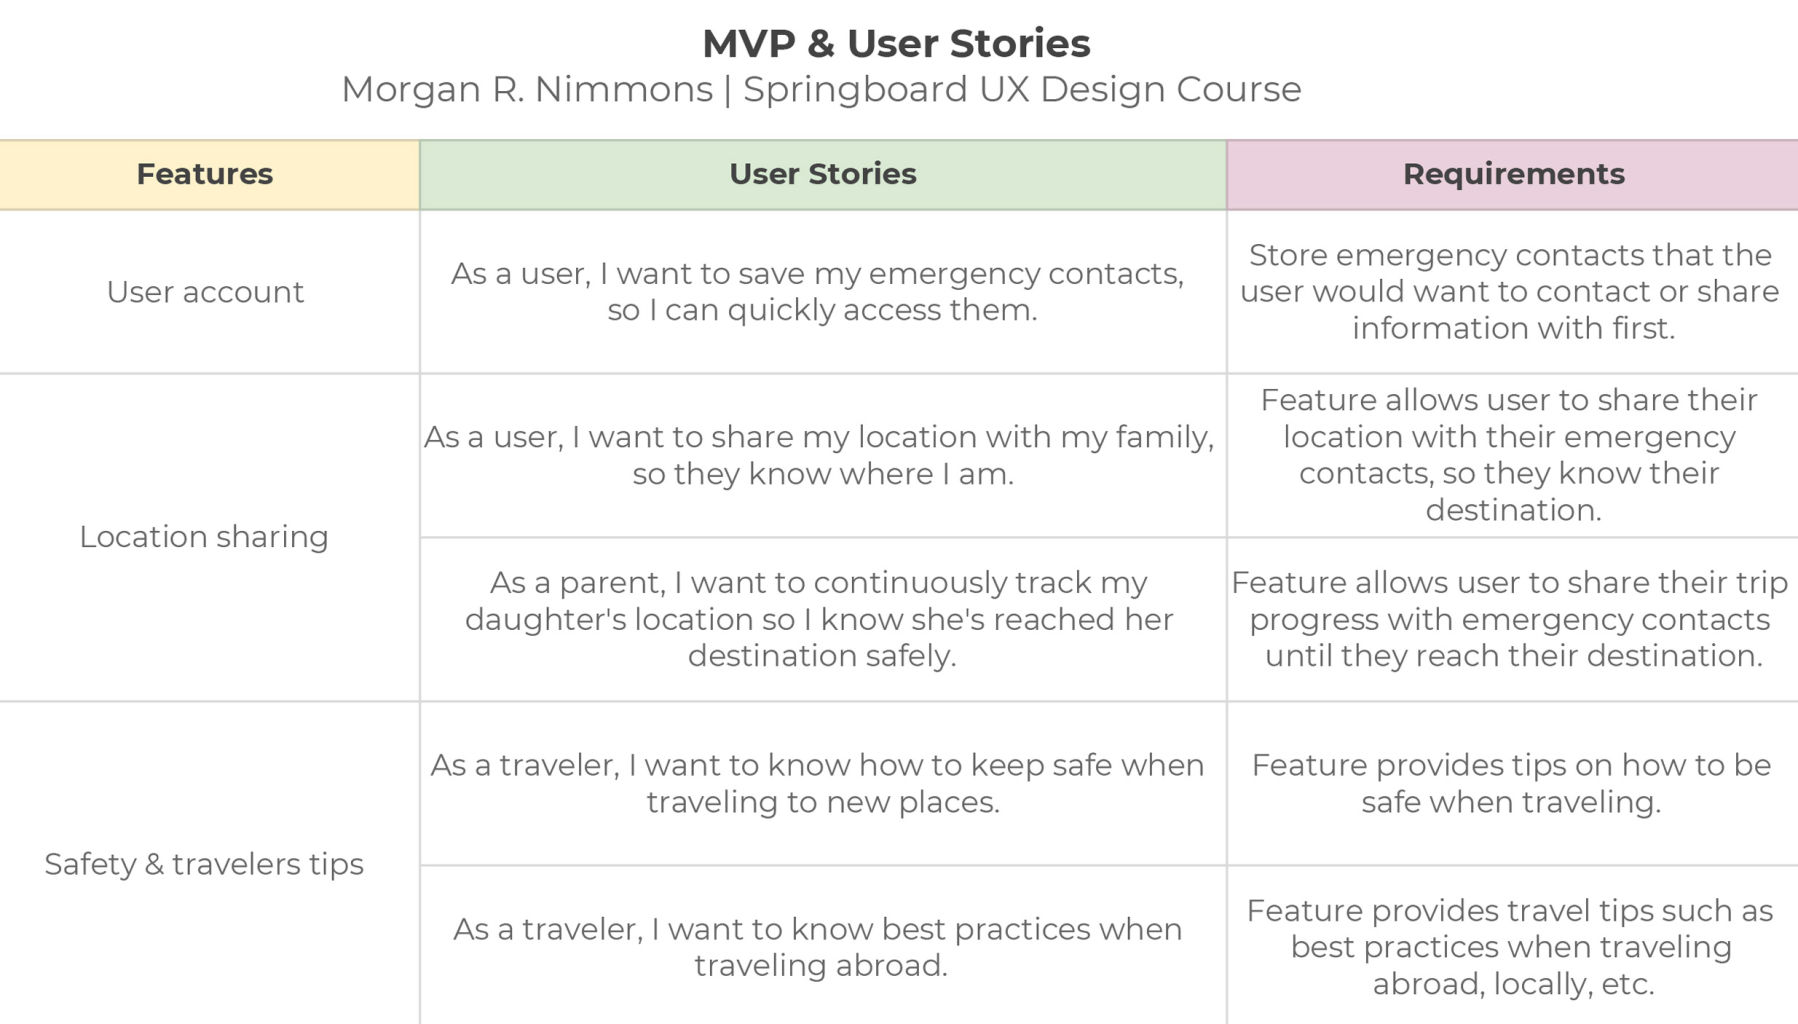 MVP & User Stories
Morgan R. Nimmons | Springboard UX Design Course
Features
User Stories
Requirements
User account
As a user, I want to save my emergency contacts,
so I can quickly access them.
Store emergency contacts that the
user would want to contact or share
information with first.
Location sharing
As a user, I want to share my location with my family,
so they know where I am.
Feature allows user to share their
location with their emergency
contacts, so they know their
destination.
As a parent, I want to continuously track my
daughter's location so I know she's reached her
destination safely.
Feature allows user to share their trip
progress with emergency contacts
until they reach their destination.
Safety & travelers tips
As a traveler, I want to know how to keep safe when
traveling to new places.
Feature provides tips on how to be
safe when traveling.
As a traveler, I want to know best practices when
traveling abroad.
Feature provides travel tips such as
best practices when traveling
abroad, locally, etc.